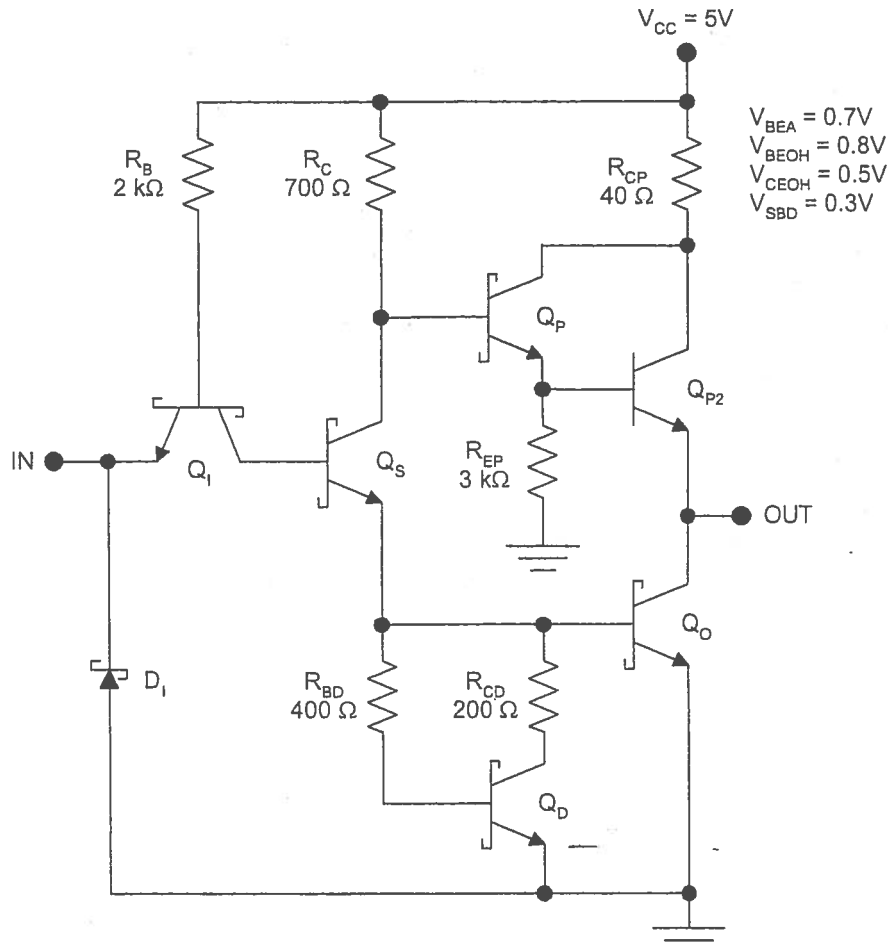 V_CC = 5V
V_BEA = 0.7V
V_BEOH = 0.8V
V_CEOH = 0.5V
V_SBD = 0.3V
R_B
2 kΩ
R_C
700 Ω
R_CP
40 Ω
Q_P
Q_P2
IN
Q_I
Q_S
R_EP
3 kΩ
OUT
Q_O
D_I
R_BD
400 Ω
R_CD
200 Ω
Q_D